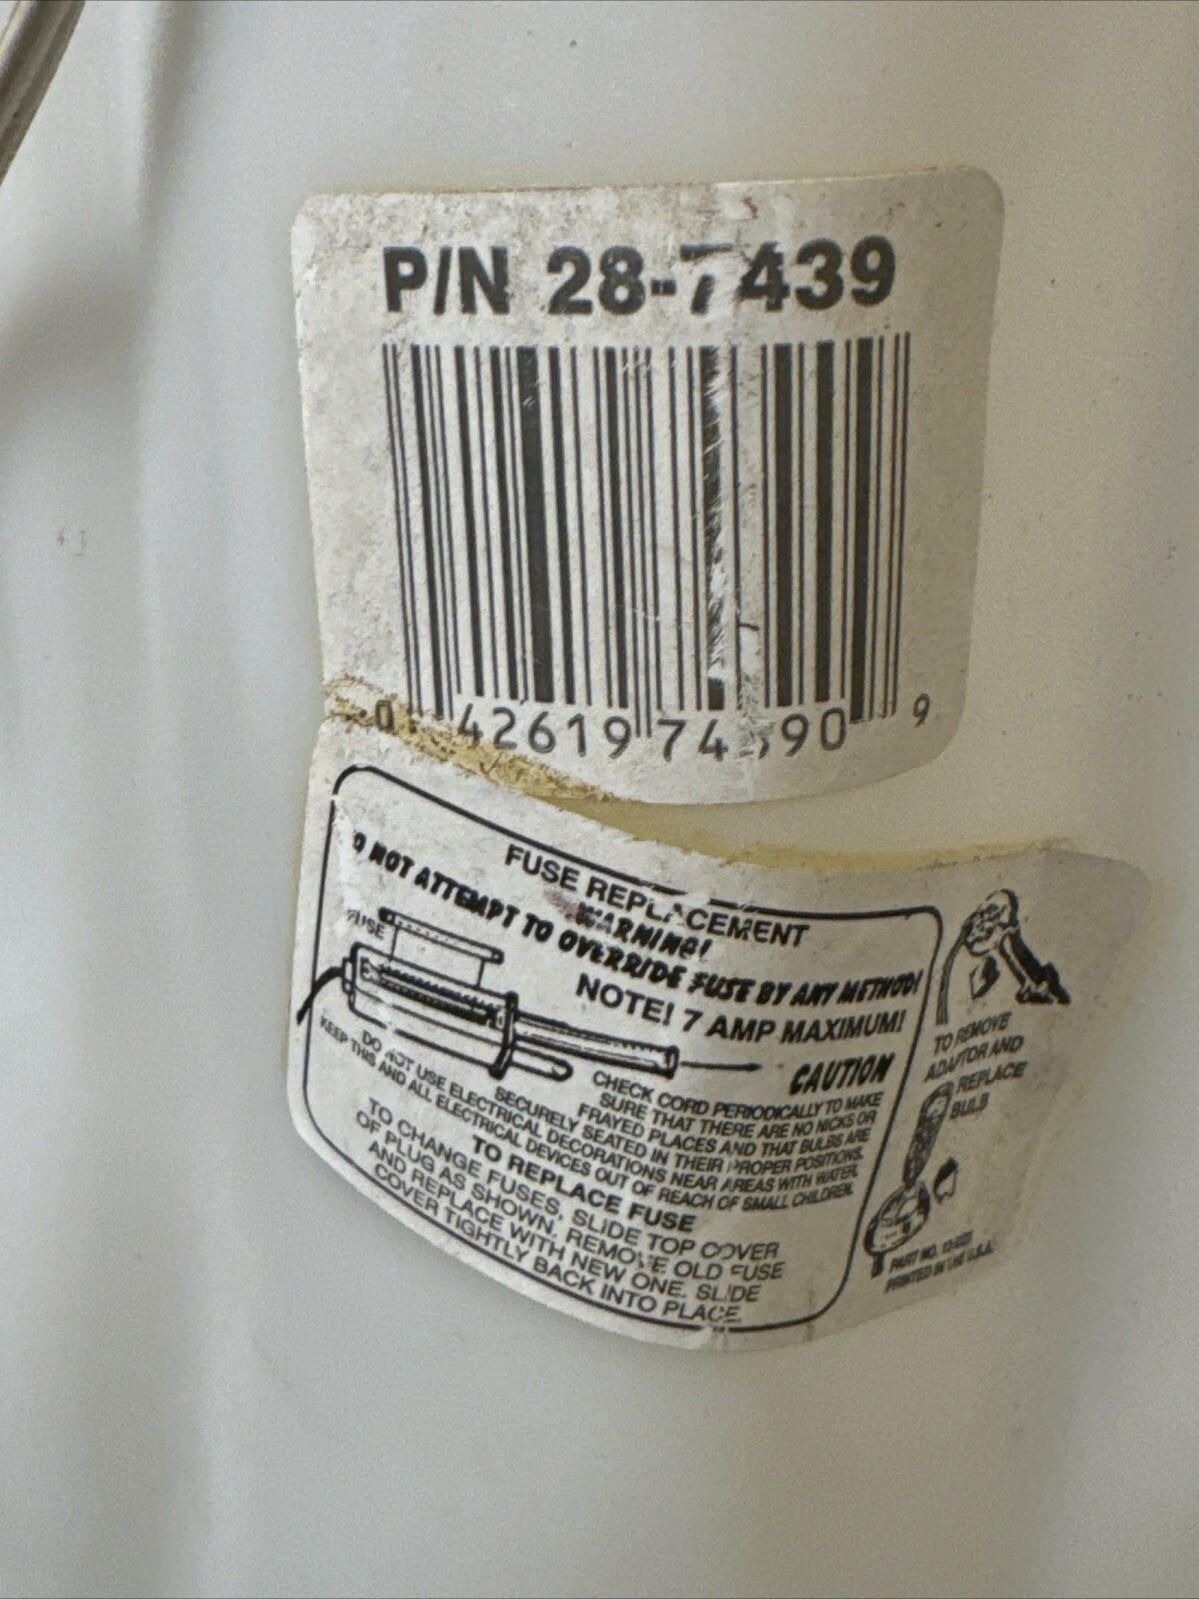 P/N 28-7439
0 42619 74390 9
FUSE REPLACEMENT
WARNING!
DO NOT ATTEMPT TO OVERRIDE FUSE BY ANY METHOD!
FUSE
NOTE! 7 AMP MAXIMUM!
CAUTION
CHECK CORD PERIODICALLY TO MAKE
SURE THAT THERE ARE NO NICKS OR
FRAYED PLACES AND THAT BULBS ARE
SECURELY SEATED IN THEIR PROPER POSITIONS.
DO NOT USE ELECTRICAL DECORATIONS NEAR AREAS WITH WATER.
KEEP THIS AND ALL ELECTRICAL DEVICES OUT OF REACH OF SMALL CHILDREN.
TO REPLACE FUSE
TO CHANGE FUSES, SLIDE TOP COVER
OF PLUG AS SHOWN. REMOVE OLD FUSE
AND REPLACE WITH NEW ONE. SLIDE
COVER TIGHTLY BACK INTO PLACE.
TO REMOVE
ADAPTOR AND
REPLACE
BULB
PART NO.
PRINTED IN THE U.S.A.